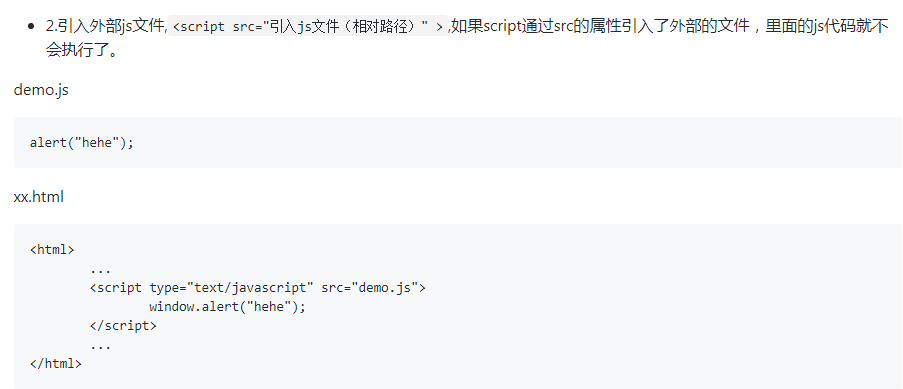 2.引入外部js文件,<script src="引入js文件（相对路径）" >,如果script通过src的属性引入了外部的文件，里面的js代码就不
会执行了。
demo.js
alert("hehe");
xx.html
<html>
...
<script type="text/javascript" src="demo.js">
window.alert("hehe");
</script>
...
</html>